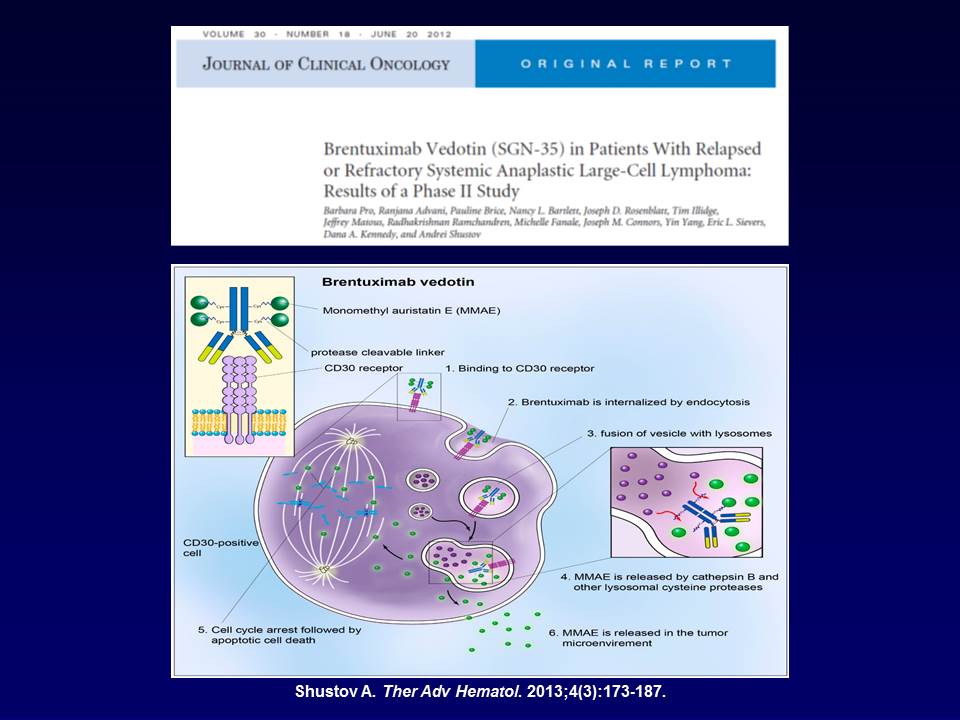 VOLUME 30 · NUMBER 18 · JUNE 20 2012
JOURNAL OF CLINICAL ONCOLOGY
ORIGINAL REPORT
Brentuximab Vedotin (SGN-35) in Patients With Relapsed
or Refractory Systemic Anaplastic Large-Cell Lymphoma:
Results of a Phase II Study
Barbara Pro, Ranjana Advani, Pauline Brice, Nancy L. Bartlett, Joseph D. Rosenblatt, Tim Illidge,
Jeffrey Matous, Radhakrishnan Ramchandren, Michelle Fanale, Joseph M. Connors, Yin Yang, Eric L. Sievers,
Dana A. Kennedy, and Andrei Shustov
Brentuximab vedotin
Cys
Cys
Cys
Cys
Monomethyl auristatin E (MMAE)
protease cleavable linker
CD30 receptor
1. Binding to CD30 receptor
2. Brentuximab is internalized by endocytosis
3. fusion of vesicle with lysosomes
CD30-positive
cell
4. MMAE is released by cathepsin B and
other lysosomal cysteine proteases
5. Cell cycle arrest followed by
apoptotic cell death
6. MMAE is released in the tumor
microenvirement
Shustov A. Ther Adv Hematol. 2013;4(3):173-187.